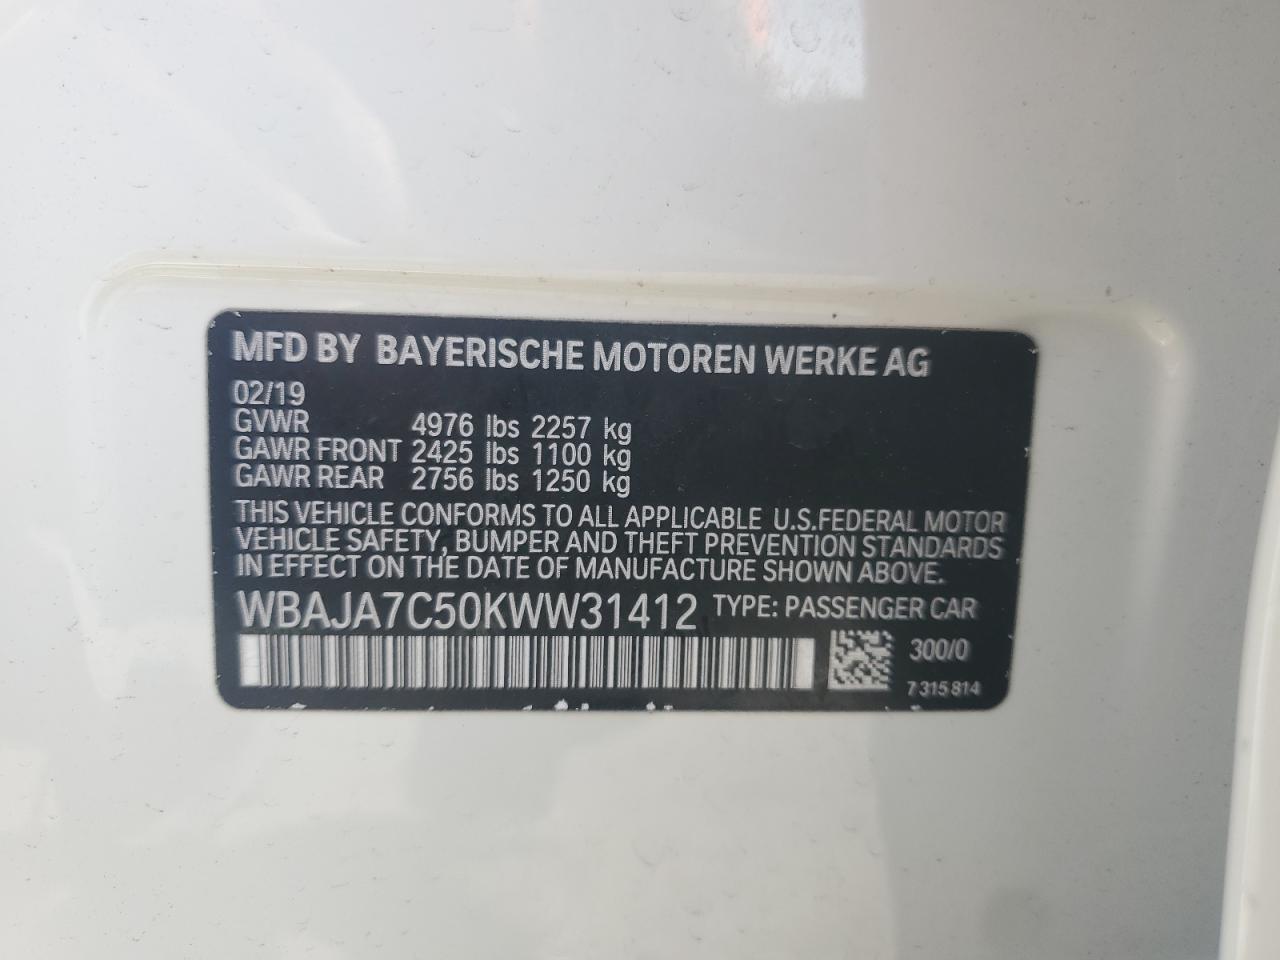 MFD BY BAYERISCHE MOTOREN WERKE AG
02/19
GVWR 4976 lbs 2257 kg
GAWR FRONT 2425 lbs 1100 kg
GAWR REAR 2756 lbs 1250 kg
THIS VEHICLE CONFORMS TO ALL APPLICABLE U.S.FEDERAL MOTOR
VEHICLE SAFETY, BUMPER AND THEFT PREVENTION STANDARDS
IN EFFECT ON THE DATE OF MANUFACTURE SHOWN ABOVE.
WBAJA7C50KWW31412 TYPE: PASSENGER CAR
300/0
7 315 814